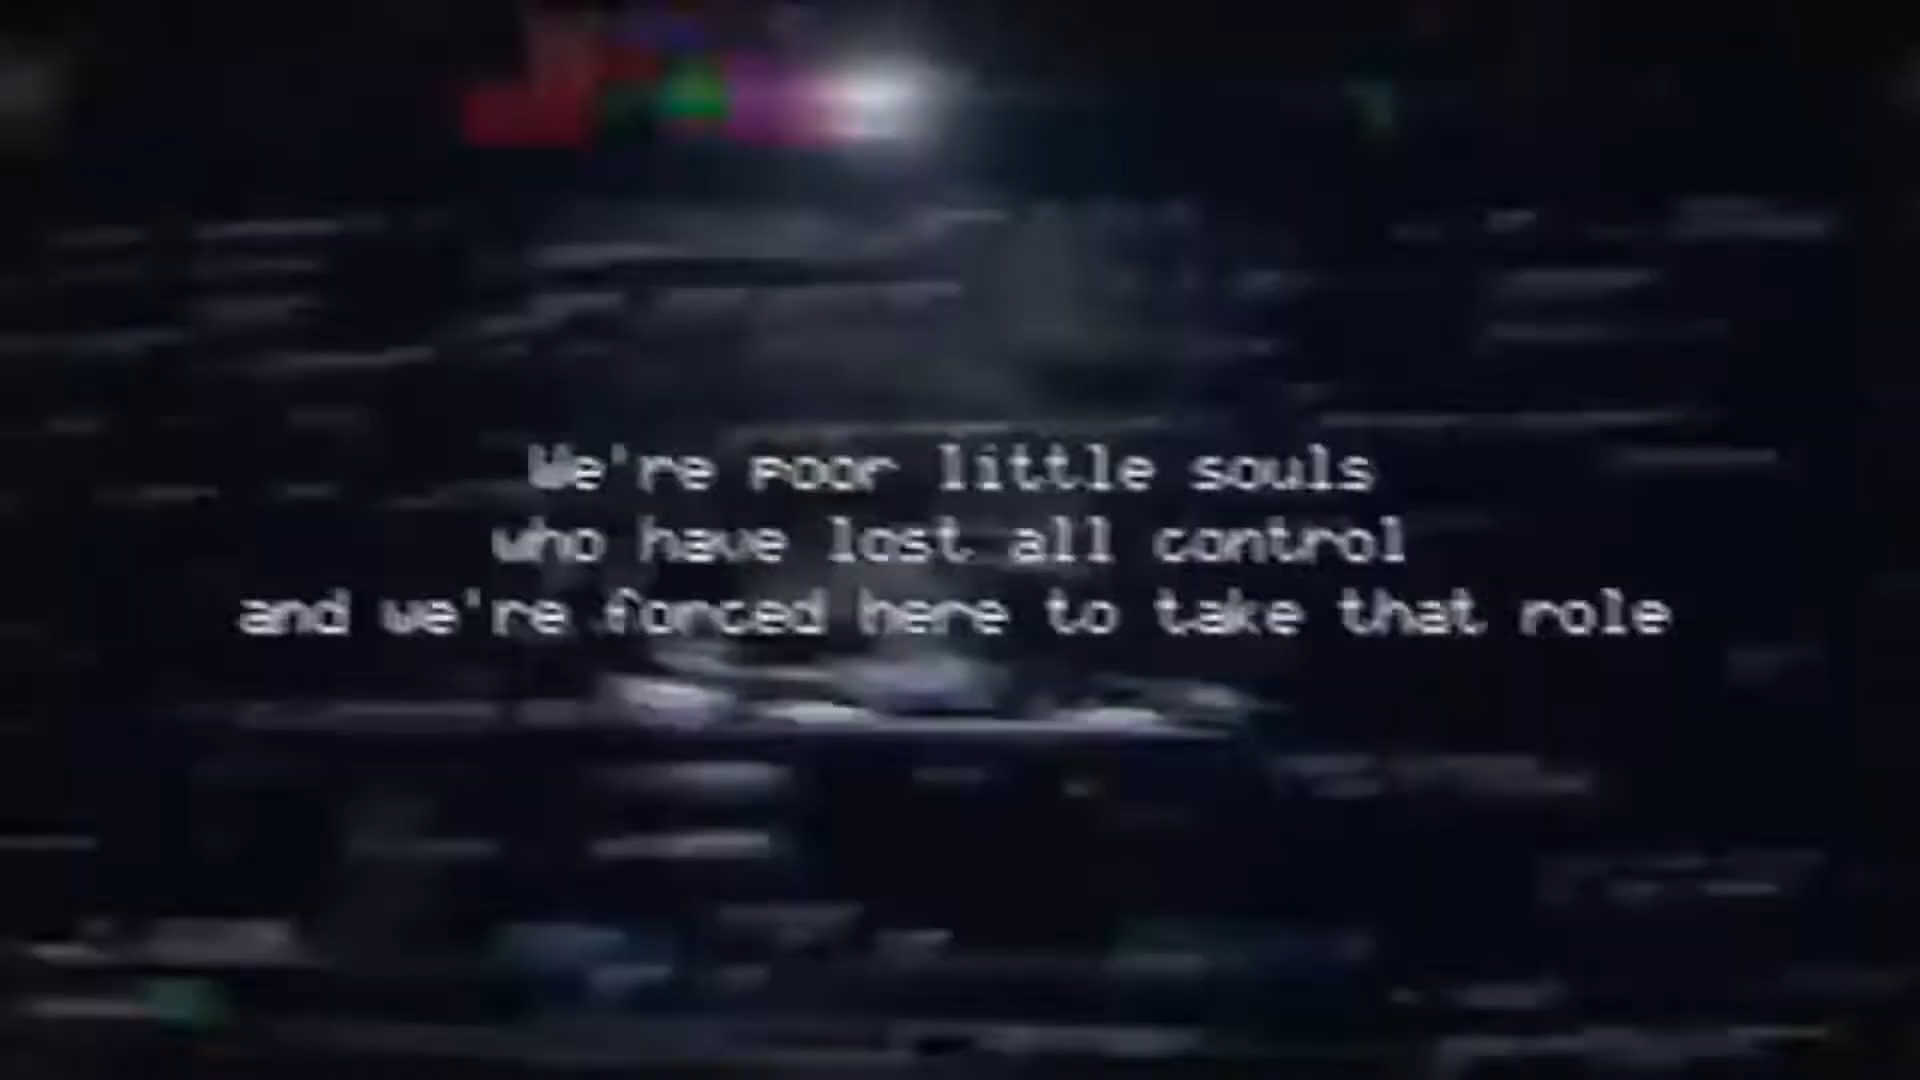 We're poor little souls
who have lost all control
and we're forced here to take that role